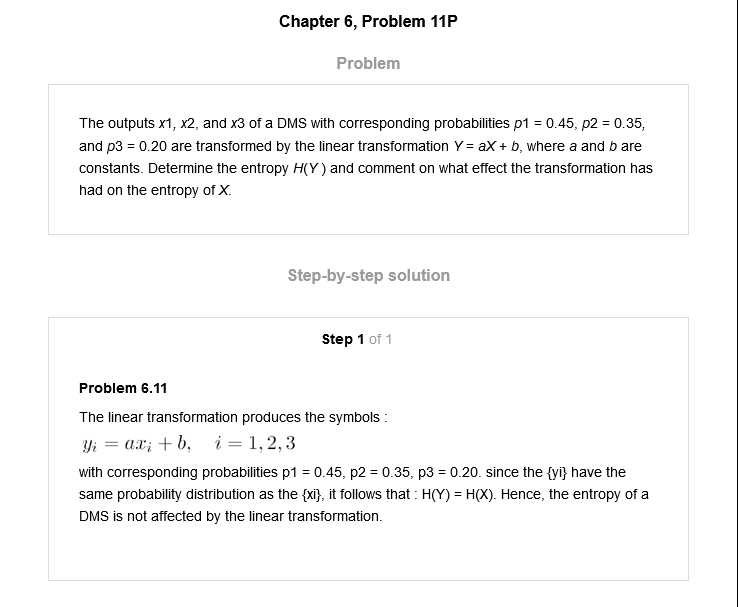 Chapter 6, Problem 11P
Problem
The outputs x1, x2, and x3 of a DMS with corresponding probabilities p1 = 0.45, p2 = 0.35,
and p3 = 0.20 are transformed by the linear transformation Y = aX + b, where a and b are
constants. Determine the entropy H(Y ) and comment on what effect the transformation has
had on the entropy of X.
Step-by-step solution
Step 1 of 1
Problem 6.11
The linear transformation produces the symbols :
yᵢ = axᵢ + b,   i = 1, 2, 3
with corresponding probabilities p1 = 0.45, p2 = 0.35, p3 = 0.20. since the {yi} have the
same probability distribution as the {xi}, it follows that : H(Y) = H(X). Hence, the entropy of a
DMS is not affected by the linear transformation.